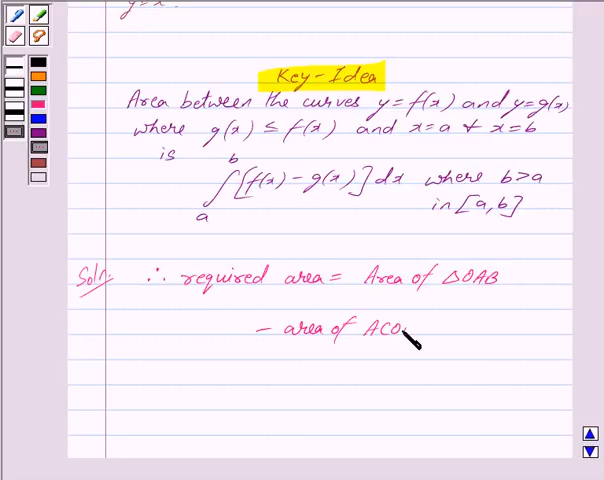 Key-Idea
Area between the curves y=f(x) and y=g(x)
where g(x) ≤ f(x) and x=a & x=b
is
b
∫[f(x)-g(x)]dx where b>a
a
in [a,b]
Soln. ∴ required area = Area of △OAB
- area of ACO